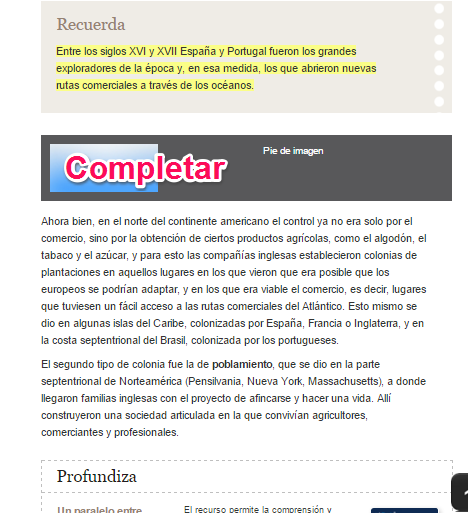 Recuerda
Entre los siglos XVI y XVII España y Portugal fueron los grandes
exploradores de la época y, en esa medida, los que abrieron nuevas
rutas comerciales a través de los océanos.
Completar
Pie de imagen
Ahora bien, en el norte del continente americano el control ya no era solo por el
comercio, sino por la obtención de ciertos productos agrícolas, como el algodón, el
tabaco y el azúcar, y para esto las compañías inglesas establecieron colonias de
plantaciones en aquellos lugares en los que vieron que era posible que los
europeos se podrían adaptar, y en los que era viable el comercio, es decir, lugares
que tuviesen un fácil acceso a las rutas comerciales del Atlántico. Esto mismo se
dio en algunas islas del Caribe, colonizadas por España, Francia o Inglaterra, y en
la costa septentrional del Brasil, colonizada por los portugueses.
El segundo tipo de colonia fue la de poblamiento, que se dio en la parte
septentrional de Norteamérica (Pensilvania, Nueva York, Massachusetts), a donde
llegaron familias inglesas con el proyecto de afincarse y hacer una vida. Allí
construyeron una sociedad articulada en la que convivían agricultores,
comerciantes y profesionales.
Profundiza
Un paralelo entre
El recurso permite la comprensión y